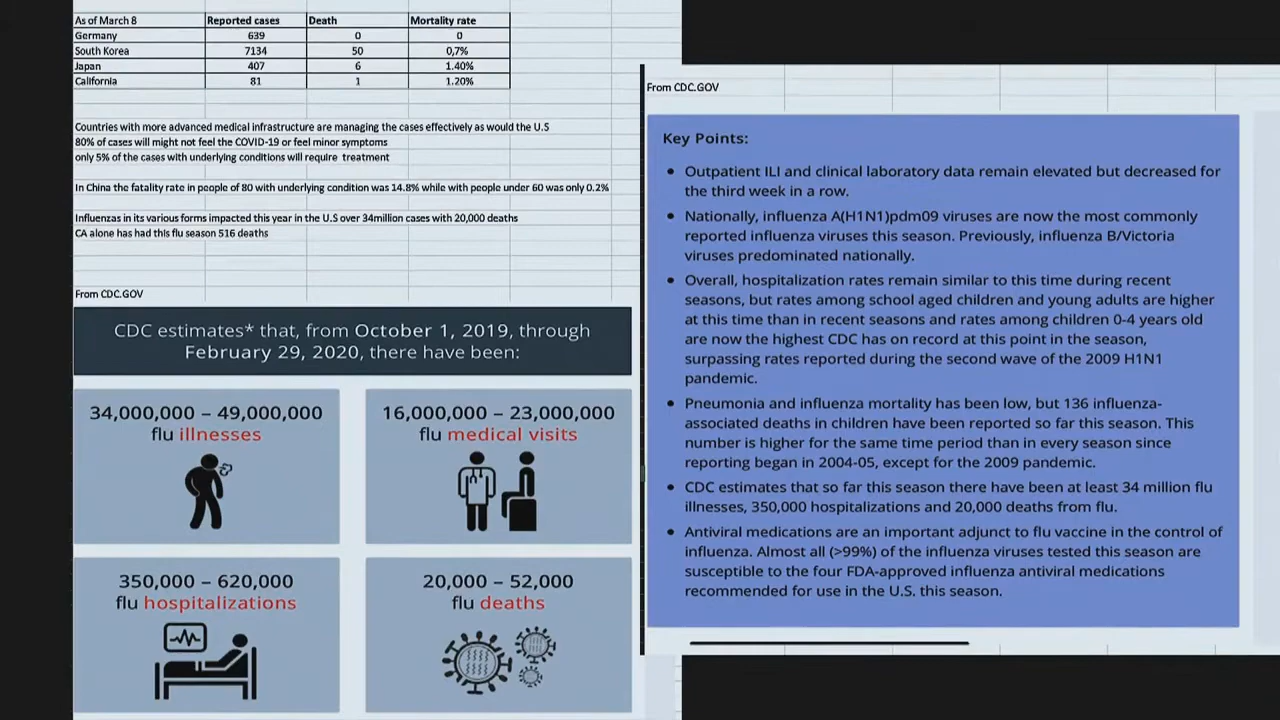 As of March 8 Reported cases Death Mortality rate
Germany 639 0 0
South Korea 7134 50 0,7%
Japan 407 6 1.40%
California 81 1 1.20%
Countries with more advanced medical infrastructure are managing the cases effectively as would the U.S
80% of cases will might not feel the COVID-19 or feel minor symptoms
only 5% of the cases with underlying conditions will require treatment
In China the fatality rate in people of 80 with underlying condition was 14.8% while with people under 60 was only 0.2%
Influenzas in its various forms impacted this year in the U.S over 34million cases with 20,000 deaths
CA alone has had this flu season 516 deaths
From CDC.GOV
CDC estimates* that, from October 1, 2019, through
February 29, 2020, there have been:
34,000,000 – 49,000,000
flu illnesses
16,000,000 – 23,000,000
flu medical visits
350,000 – 620,000
flu hospitalizations
20,000 – 52,000
flu deaths
From CDC.GOV
Key Points:
• Outpatient ILI and clinical laboratory data remain elevated but decreased for
the third week in a row.
• Nationally, influenza A(H1N1)pdm09 viruses are now the most commonly
reported influenza viruses this season. Previously, influenza B/Victoria
viruses predominated nationally.
• Overall, hospitalization rates remain similar to this time during recent
seasons, but rates among school aged children and young adults are higher
at this time than in recent seasons and rates among children 0-4 years old
are now the highest CDC has on record at this point in the season,
surpassing rates reported during the second wave of the 2009 H1N1
pandemic.
• Pneumonia and influenza mortality has been low, but 136 influenza-
associated deaths in children have been reported so far this season. This
number is higher for the same time period than in every season since
reporting began in 2004-05, except for the 2009 pandemic.
• CDC estimates that so far this season there have been at least 34 million flu
illnesses, 350,000 hospitalizations and 20,000 deaths from flu.
• Antiviral medications are an important adjunct to flu vaccine in the control of
influenza. Almost all (>99%) of the influenza viruses tested this season are
susceptible to the four FDA-approved influenza antiviral medications
recommended for use in the U.S. this season.